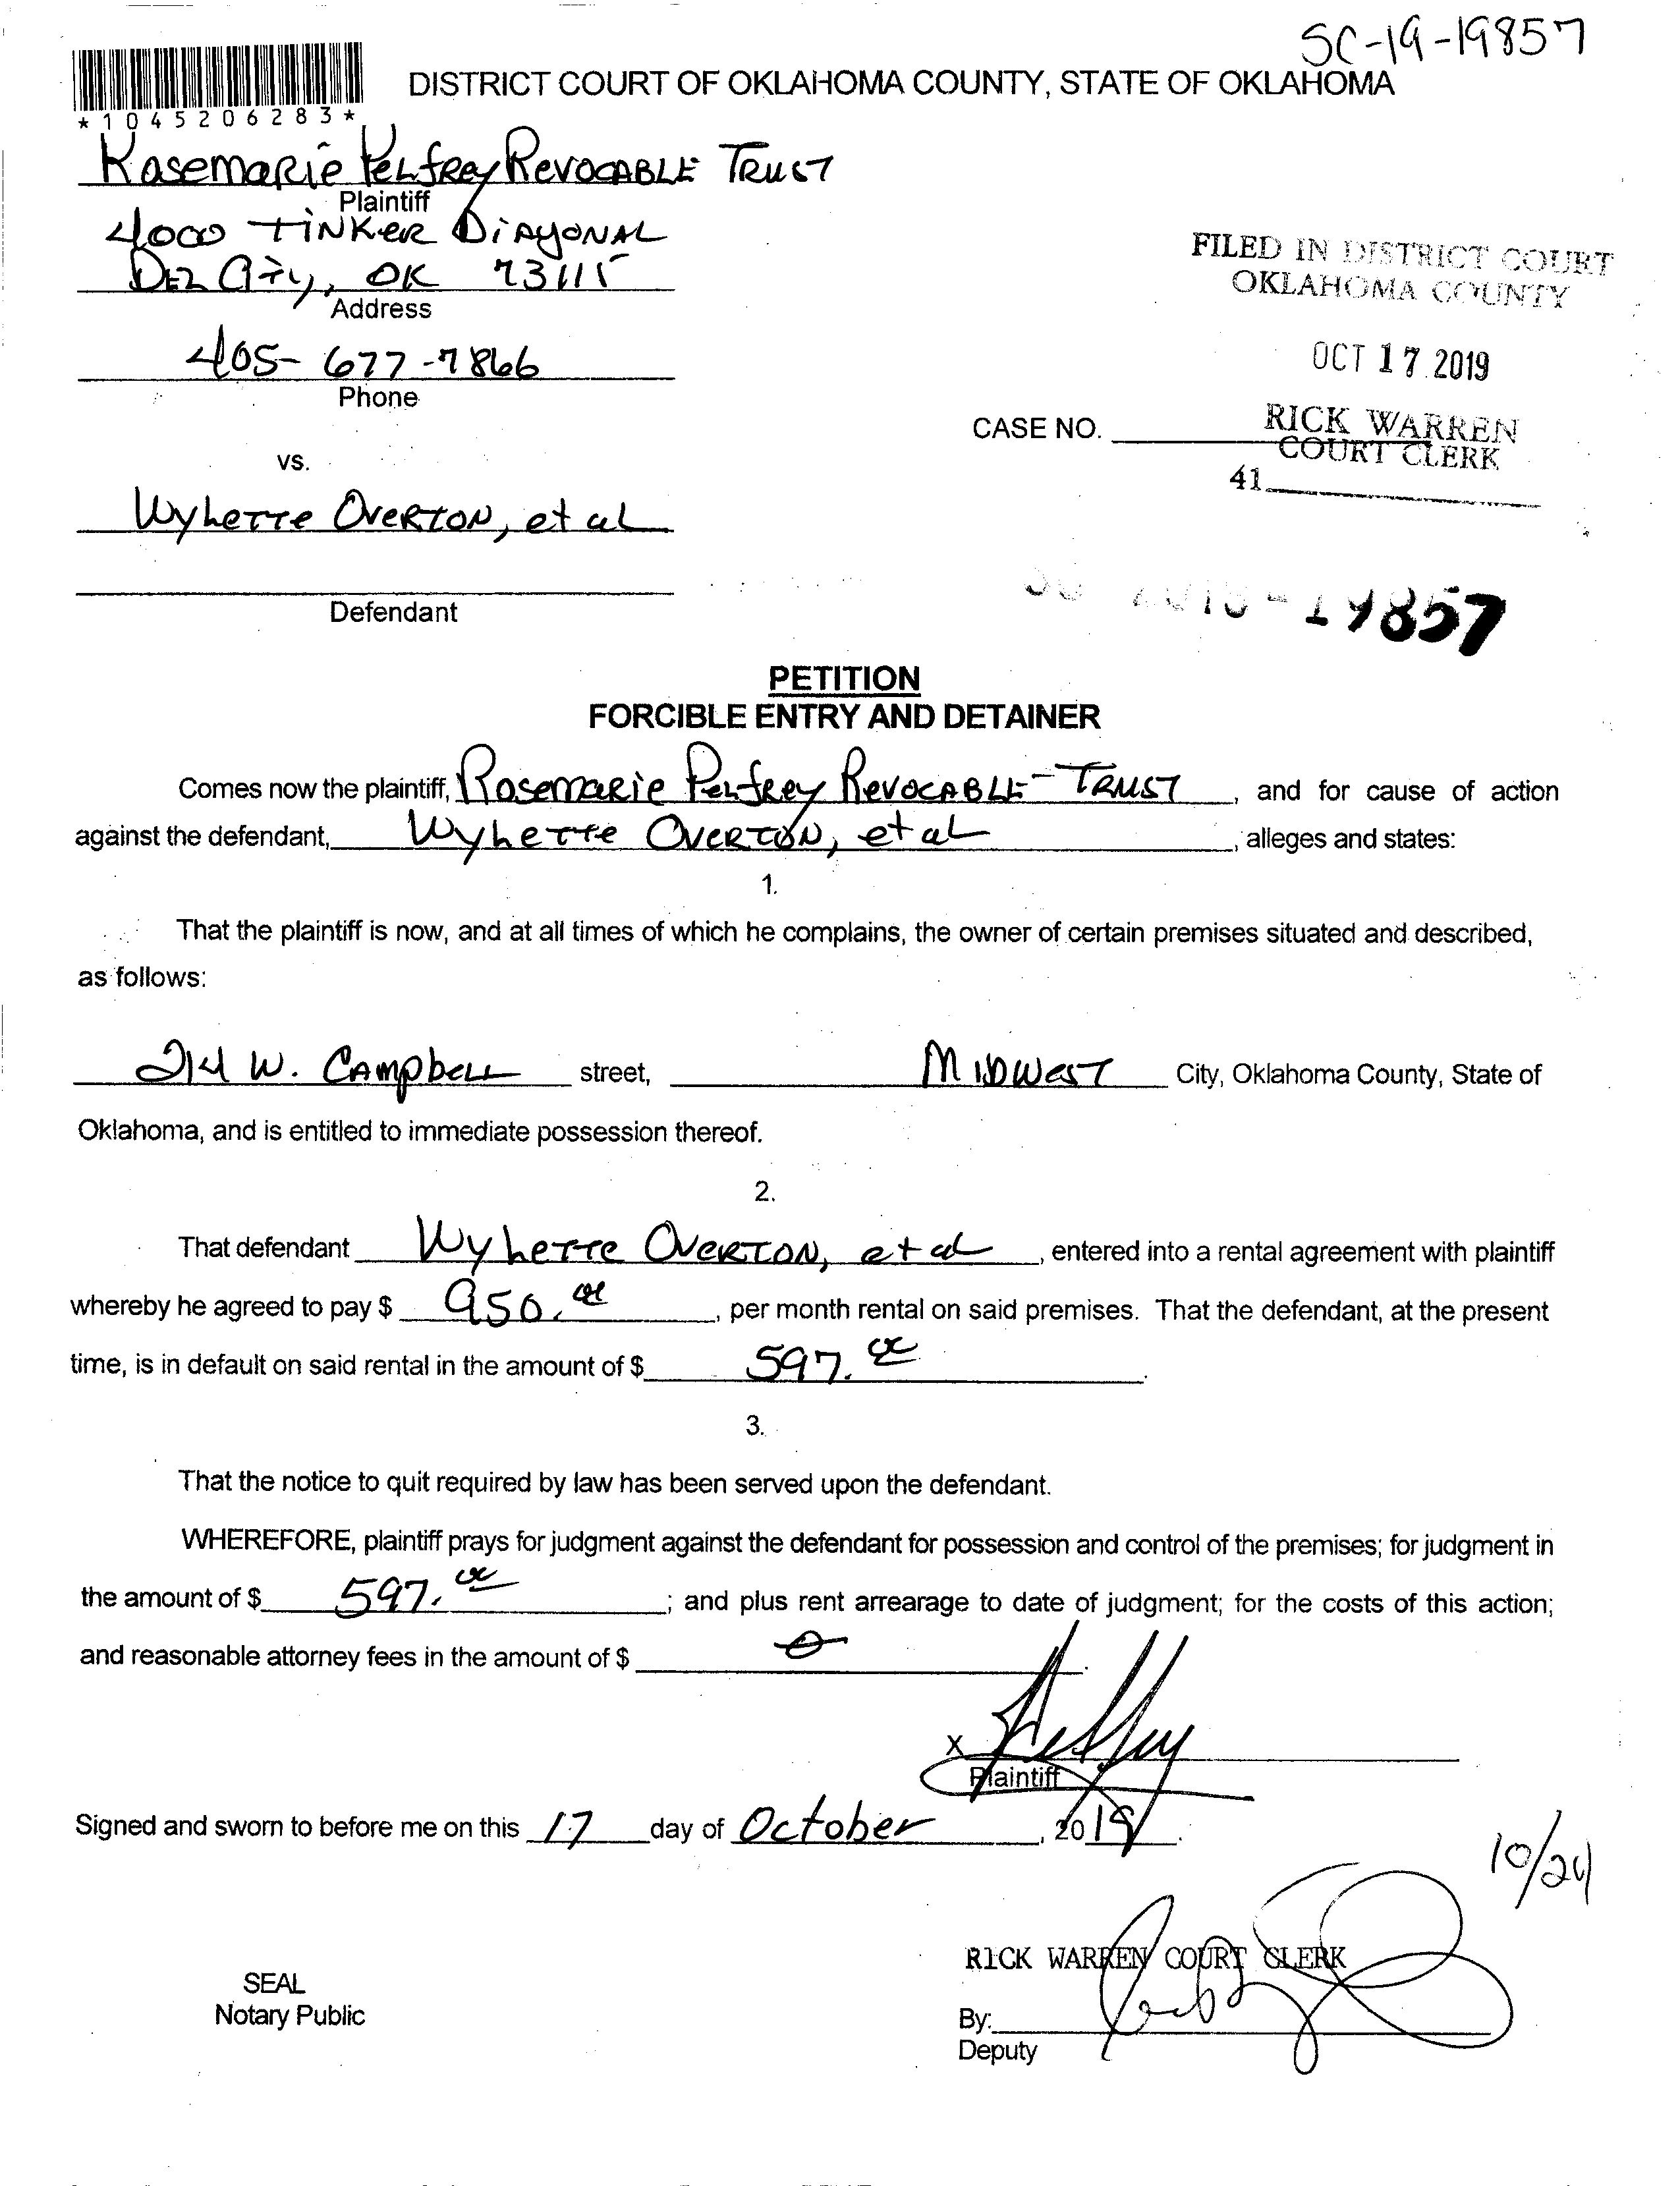 SC-19-19857
*1045206283*
DISTRICT COURT OF OKLAHOMA COUNTY, STATE OF OKLAHOMA
Rosemarie Pelfrey Revocable Trust
Plaintiff
4000 Tinker Diagonal
Del City, OK 73115
Address
FILED IN DISTRICT COURT
OKLAHOMA COUNTY
405-677-7866
Phone
OCT 17 2019
CASE NO.
RICK WARREN
COURT CLERK
41
vs.
Wylette Overton, et al
Defendant
19857
PETITION
FORCIBLE ENTRY AND DETAINER
Comes now the plaintiff, Rosemarie Pelfrey Revocable Trust, and for cause of action
against the defendant, Wylette Overton, et al, alleges and states:
1.
That the plaintiff is now, and at all times of which he complains, the owner of certain premises situated and described,
as follows:
214 W. Campbell street, Midwest City, Oklahoma County, State of
Oklahoma, and is entitled to immediate possession thereof.
2.
That defendant Wylette Overton, et al, entered into a rental agreement with plaintiff
whereby he agreed to pay $ 950.00, per month rental on said premises. That the defendant, at the present
time, is in default on said rental in the amount of $ 597.00.
3.
That the notice to quit required by law has been served upon the defendant.
WHEREFORE, plaintiff prays for judgment against the defendant for possession and control of the premises; for judgment in
the amount of $ 597.00; and plus rent arrearage to date of judgment; for the costs of this action;
and reasonable attorney fees in the amount of $ 0.
X Pelfrey
Plaintiff
Signed and sworn to before me on this 17 day of October, 2019.
10/24
RICK WARREN COURT CLERK
SEAL
Notary Public
By:
Deputy